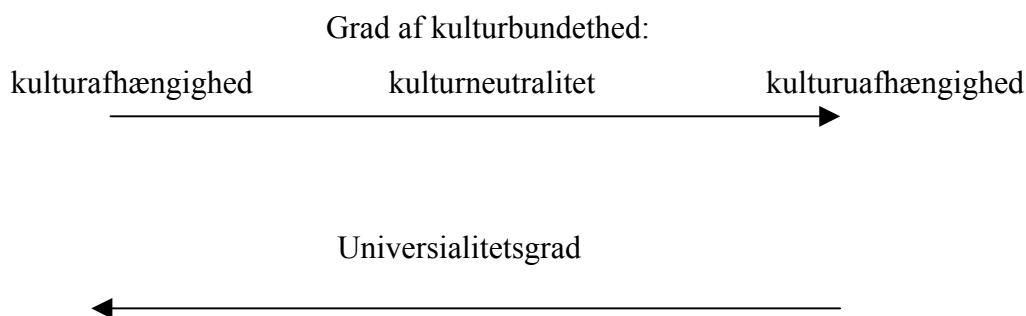 Grad af kulturbundethed:
kulturafhængighed kulturneutralitet kulturuafhængighed
Universialitetsgrad